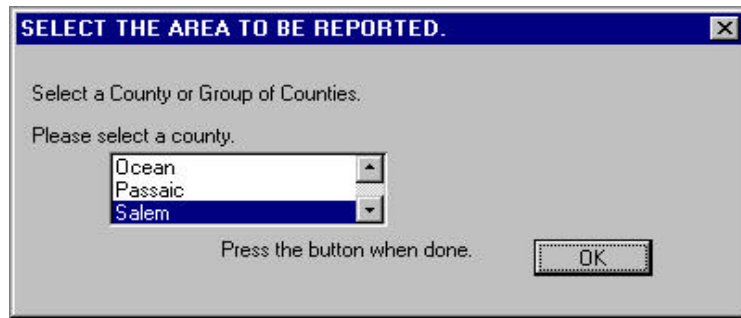 SELECT THE AREA TO BE REPORTED.
Select a County or Group of Counties.
Please select a county.
Ocean
Passaic
Salem
Press the button when done.
OK